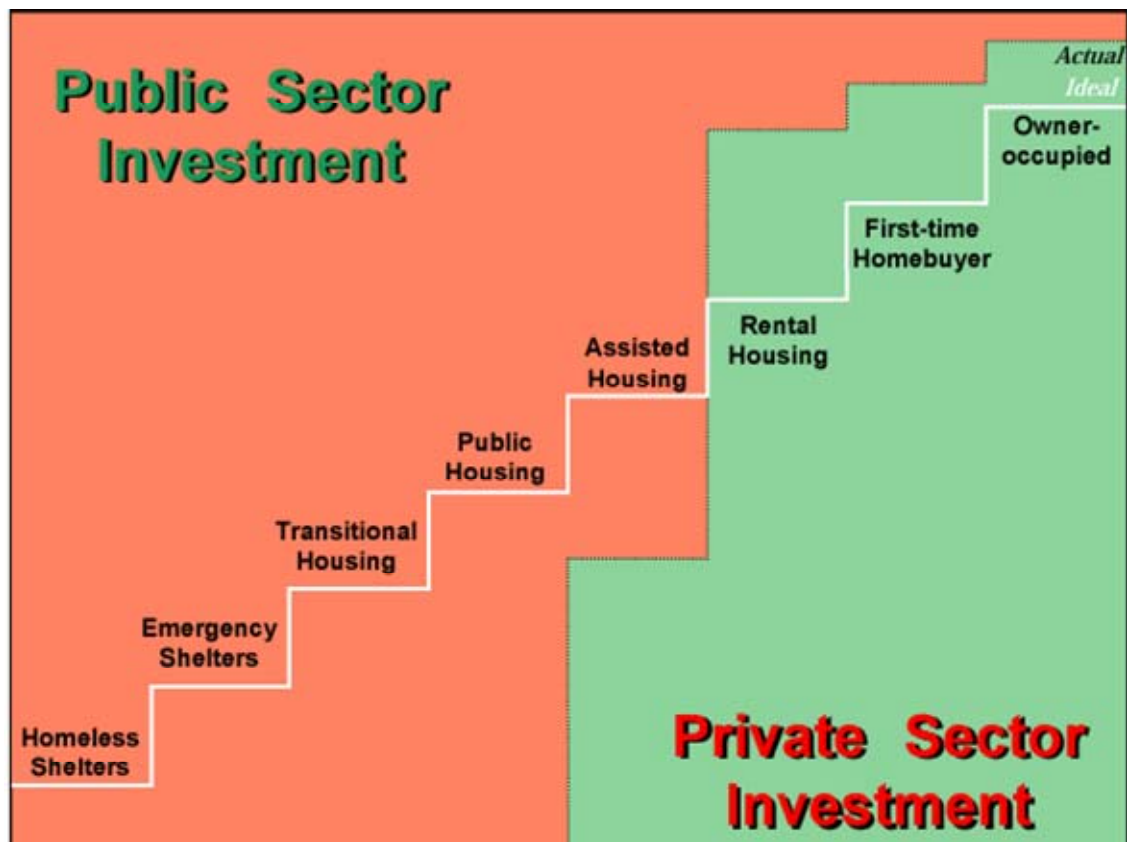 Public Sector
Investment
Actual
Ideal
Owner-
occupied
First-time
Homebuyer
Rental
Housing
Assisted
Housing
Public
Housing
Transitional
Housing
Emergency
Shelters
Homeless
Shelters
Private Sector
Investment